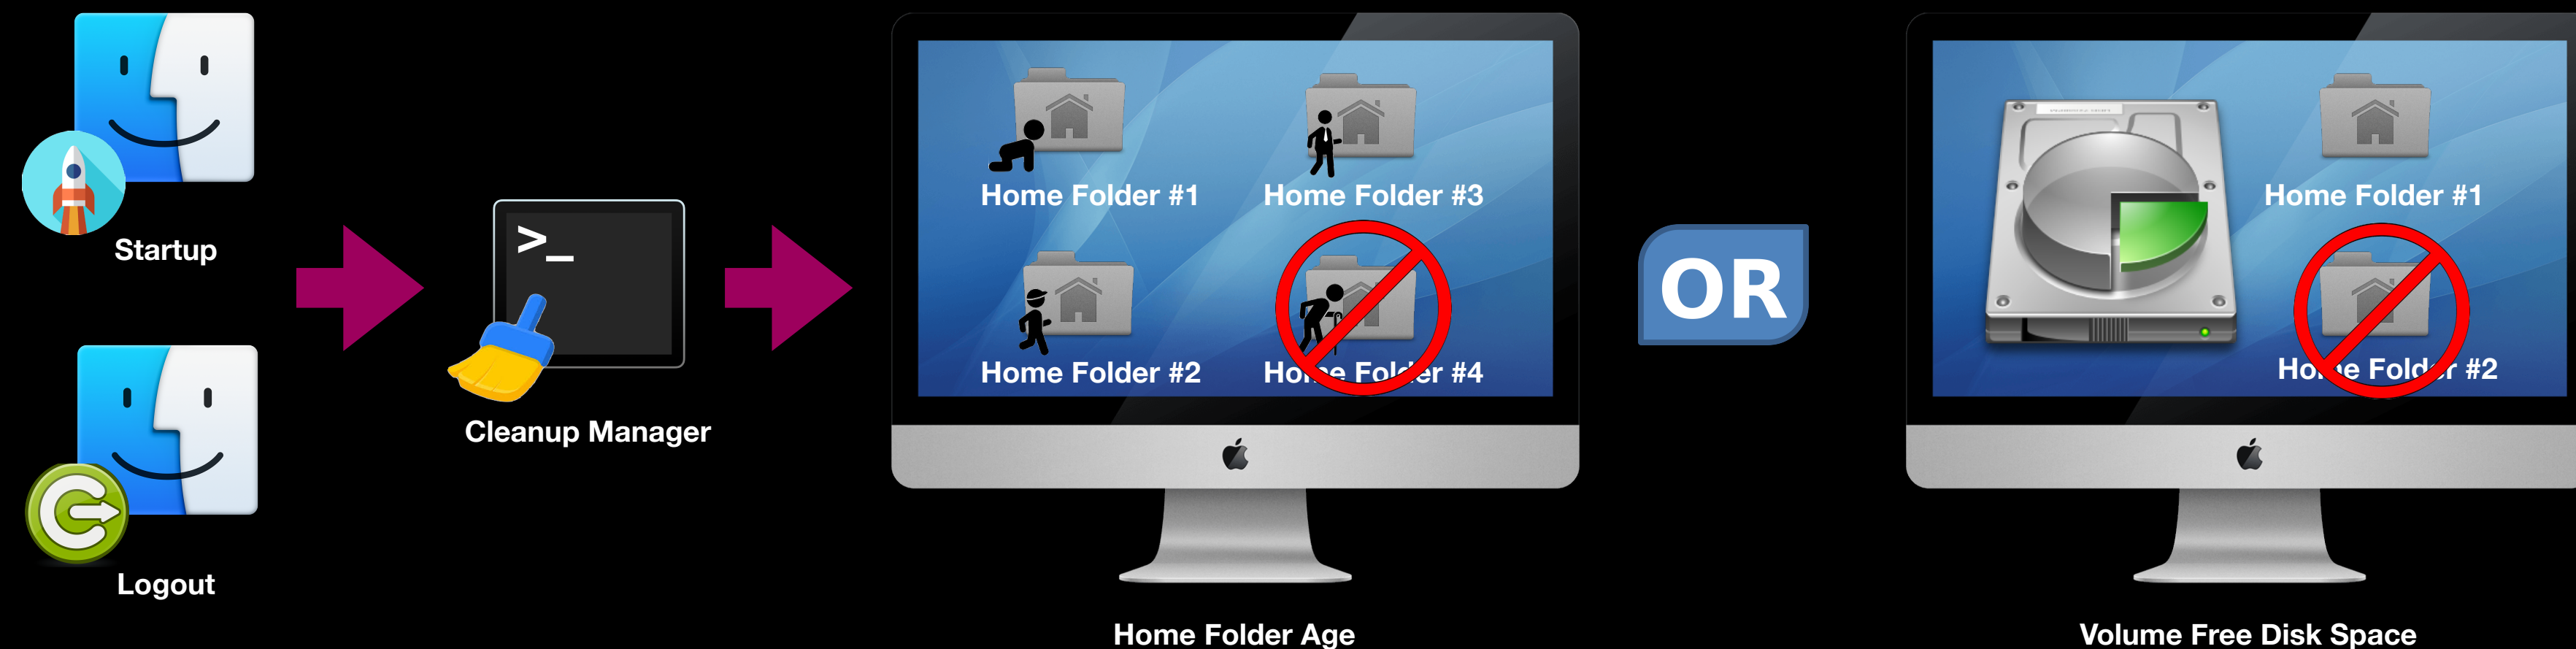 Startup
Logout
>_
Cleanup Manager
Home Folder #1
Home Folder #3
Home Folder #2
Home Folder #4
Home Folder Age
OR
Home Folder #1
Home Folder #2
Volume Free Disk Space